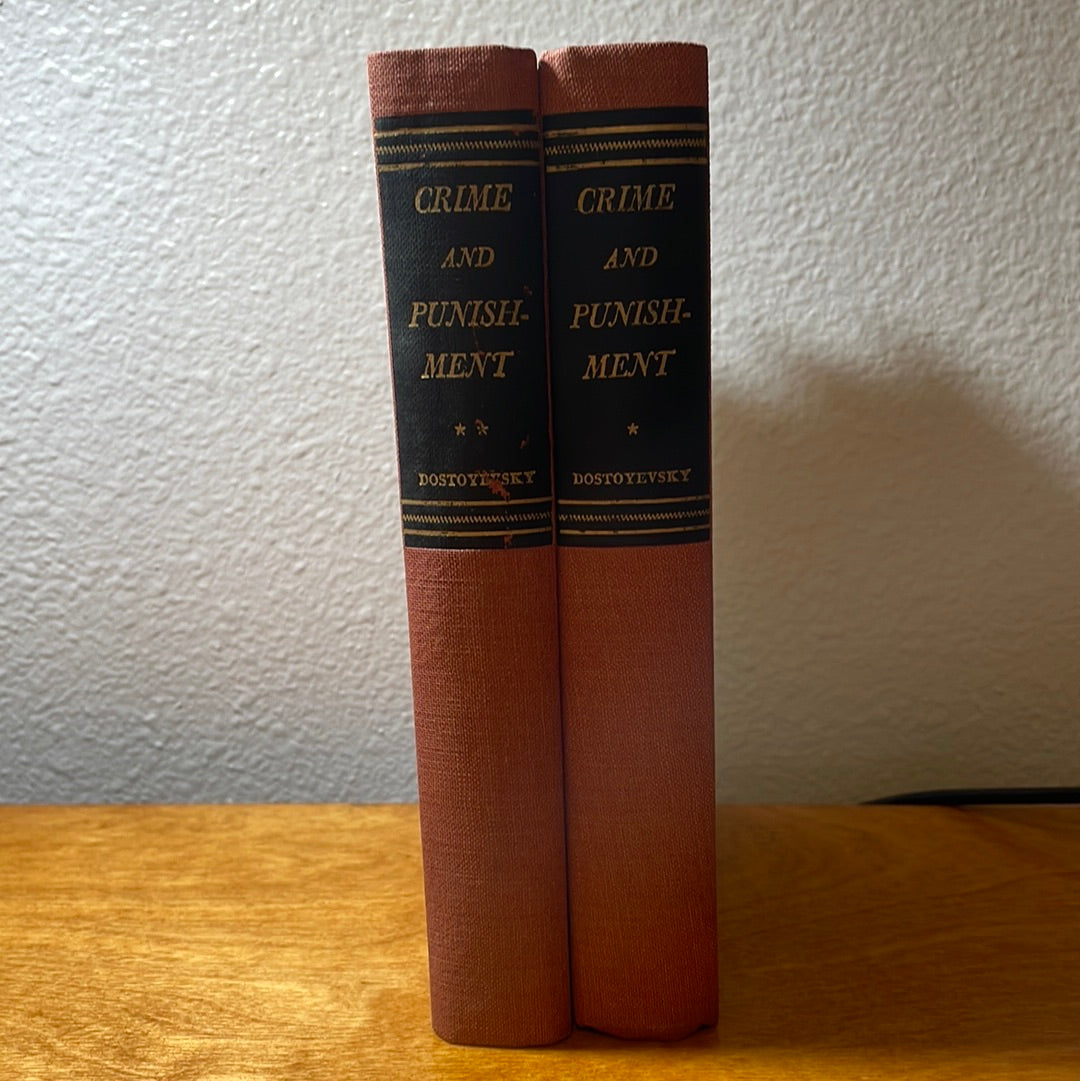 CRIME
AND
PUNISH-
MENT
* *
DOSTOYEVSKY
CRIME
AND
PUNISH-
MENT
*
DOSTOYEVSKY